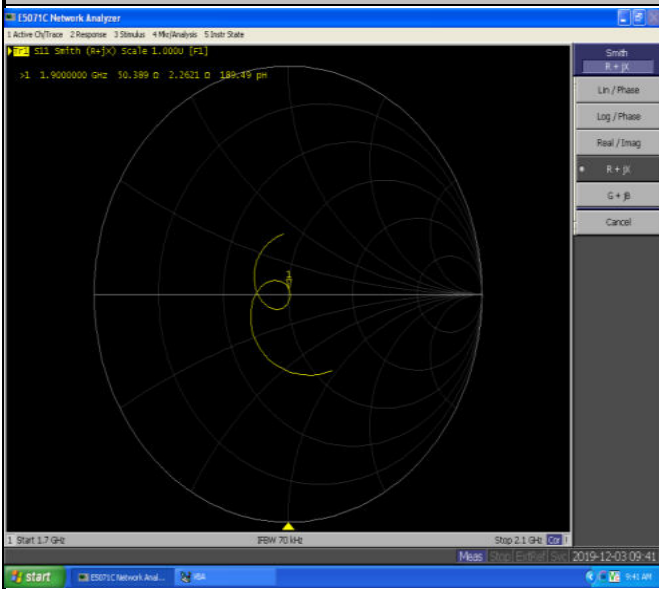 E5071C Network Analyzer
1 Active Ch/Trace 2 Response 3 Stimulus 4 Mkr/Analysis 5 Instr State
Tr1 S11 Smith (R+jX) Scale 1.000U [F1]
>1 1.9000000 GHz 50.389 Ω 2.2621 Ω 189.49 pH
Smith
R + jX
Lin / Phase
Log / Phase
Real / Imag
R + jX
G + jB
Cancel
1 Start 1.7 GHz IFBW 70 kHz Stop 2.1 GHz Cor !
Meas Stop ExtRef Svc 2019-12-03 09:41
start E5071C Network Anal... 9:41 AM